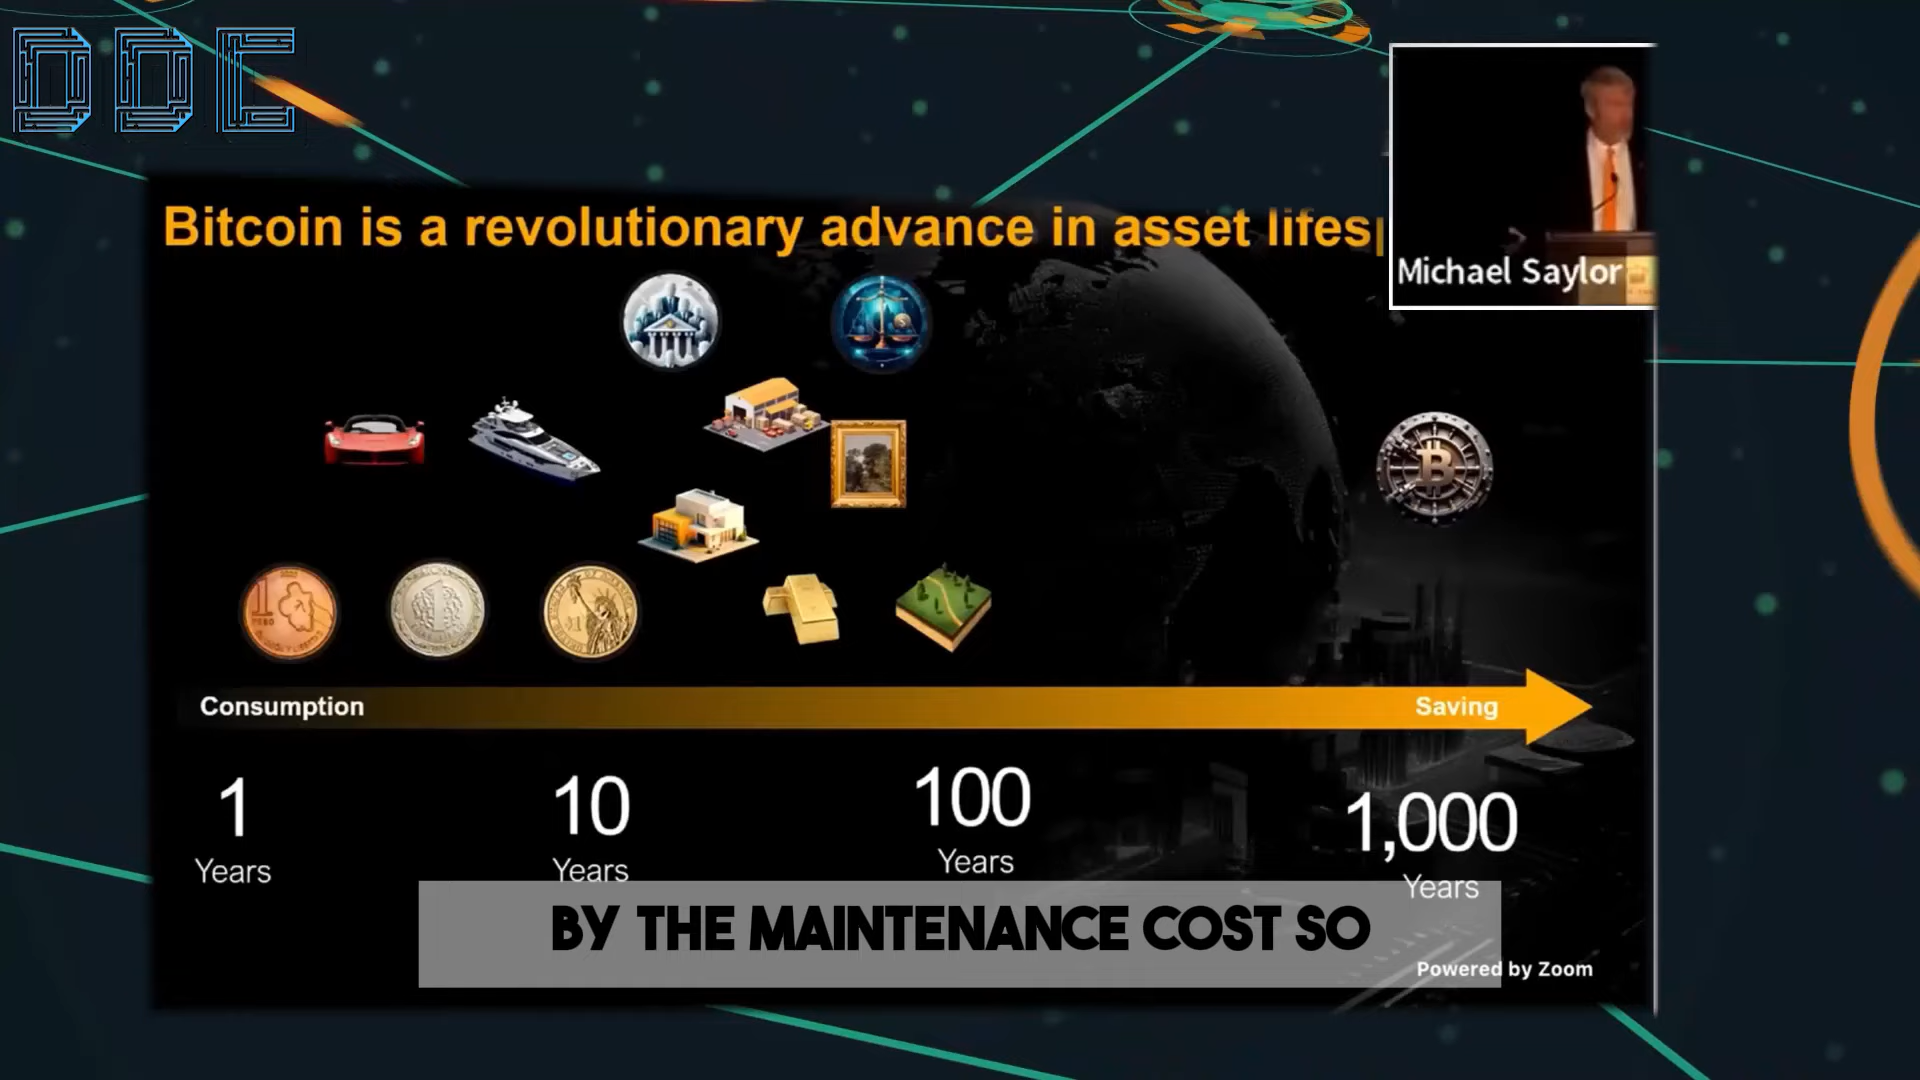 DDC
Bitcoin is a revolutionary advance in asset lifesp
Michael Saylor
Consumption
Saving
1
Years
10
Years
100
Years
1,000
Years
BY THE MAINTENANCE COST SO
Powered by Zoom